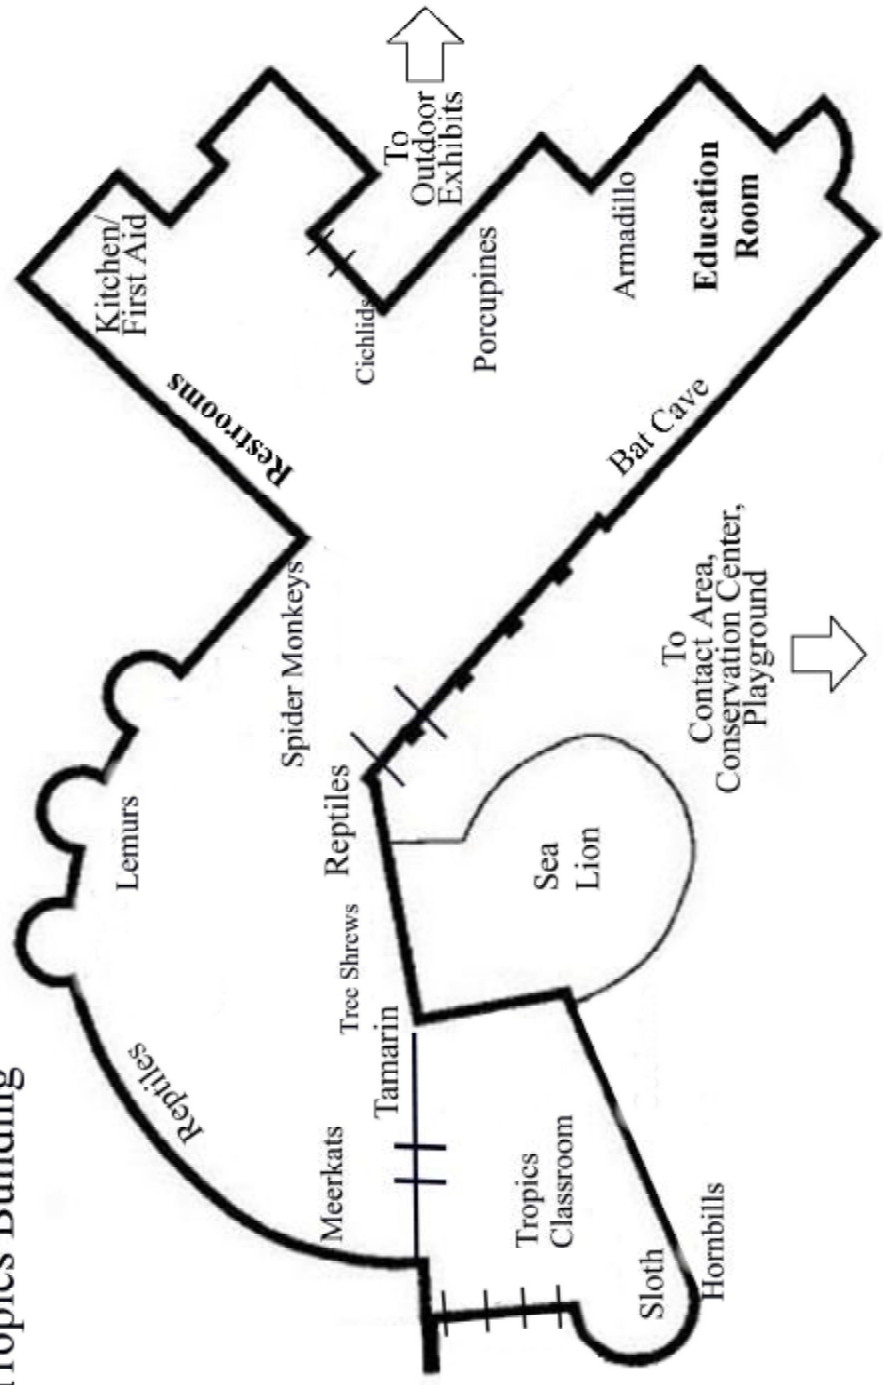 Tropics Building
Lemurs
Kitchen/
First Aid
Reptiles
Restrooms
Spider Monkeys
Meerkats
Reptiles
Tree Shrews
Tamarin
Cichlids
To
Outdoor
Exhibits
Porcupines
Tropics
Classroom
Sea
Lion
Armadillo
Bat Cave
Sloth
Hornbills
To
Contact Area,
Conservation Center,
Playground
Education
Room